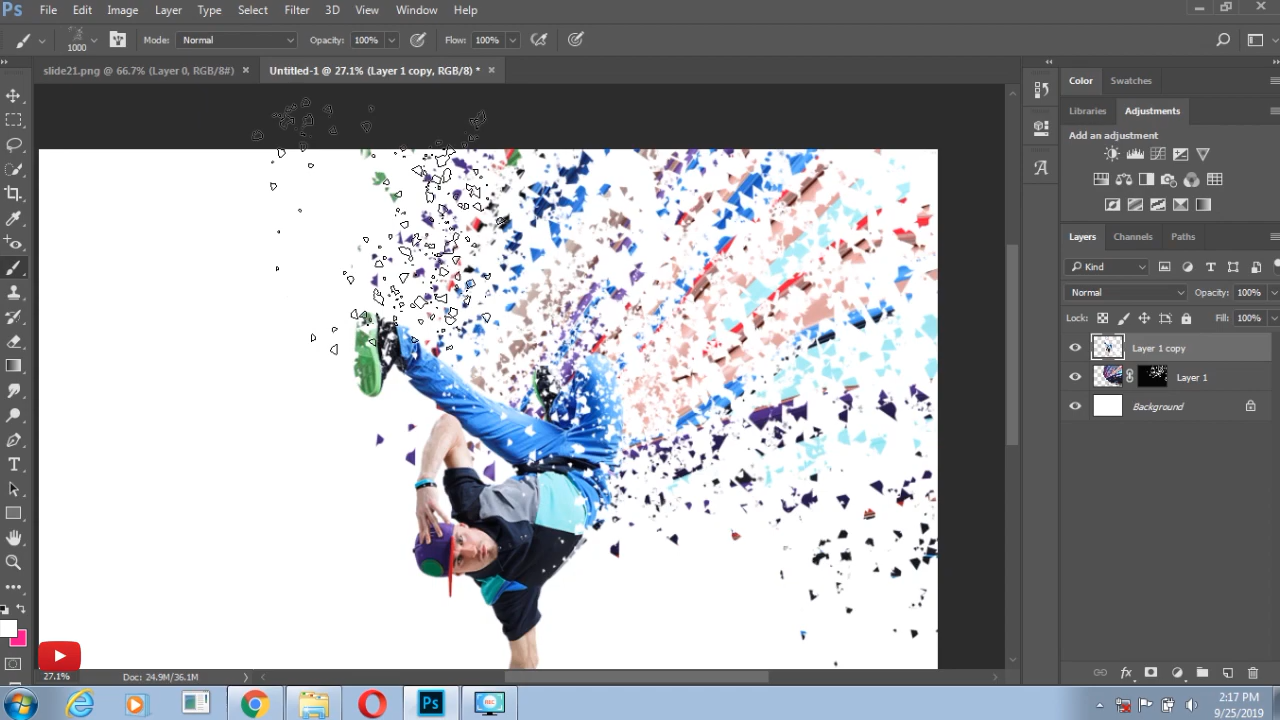 Ps File Edit Image Layer Type Select Filter 3D View Window Help
1000 Mode: Normal Opacity: 100% Flow: 100%
slide21.png @ 66.7% (Layer 0, RGB/8#) × Untitled-1 @ 27.1% (Layer 1 copy, RGB/8) * ×
Color Swatches
Libraries Adjustments
Add an adjustment
Layers Channels Paths
Kind
Normal Opacity: 100%
Lock: Fill: 100%
Layer 1 copy
Layer 1
Background
27.1% Doc: 24.9M/36.1M
fx
Ps REC
2:17 PM
9/25/2019